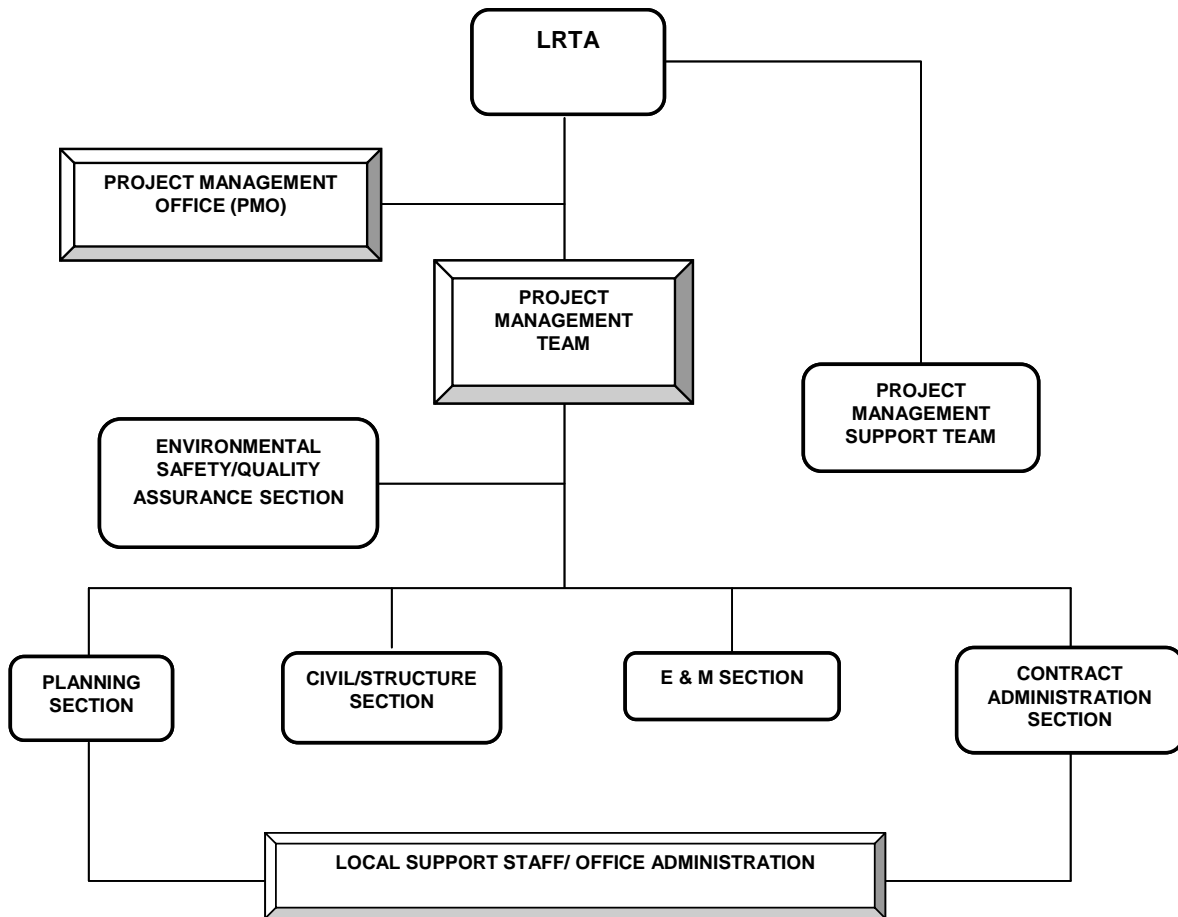 LRTA
PROJECT MANAGEMENT
OFFICE (PMO)
PROJECT
MANAGEMENT
TEAM
PROJECT
MANAGEMENT
SUPPORT TEAM
ENVIRONMENTAL
SAFETY/QUALITY
ASSURANCE SECTION
PLANNING
SECTION
CIVIL/STRUCTURE
SECTION
E & M SECTION
CONTRACT
ADMINISTRATION
SECTION
LOCAL SUPPORT STAFF/ OFFICE ADMINISTRATION